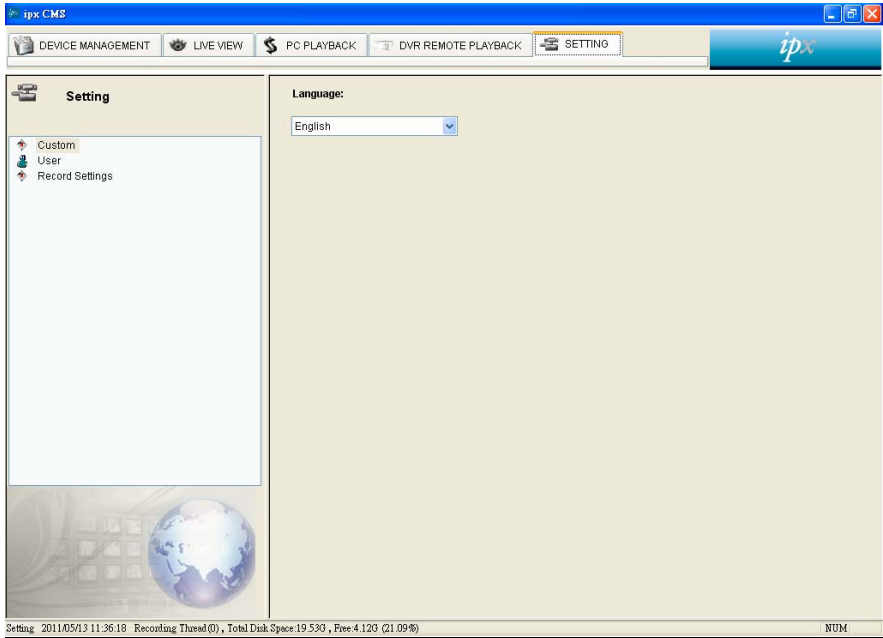 ipx CMS
DEVICE MANAGEMENT LIVE VIEW PC PLAYBACK DVR REMOTE PLAYBACK SETTING
ipx
Setting
Language:
English
Custom
User
Record Settings
Setting 2011/05/13 11:36:18 Recording Thread(0) , Total Disk Space:19.53G , Free:4.12G (21.09%) NUM